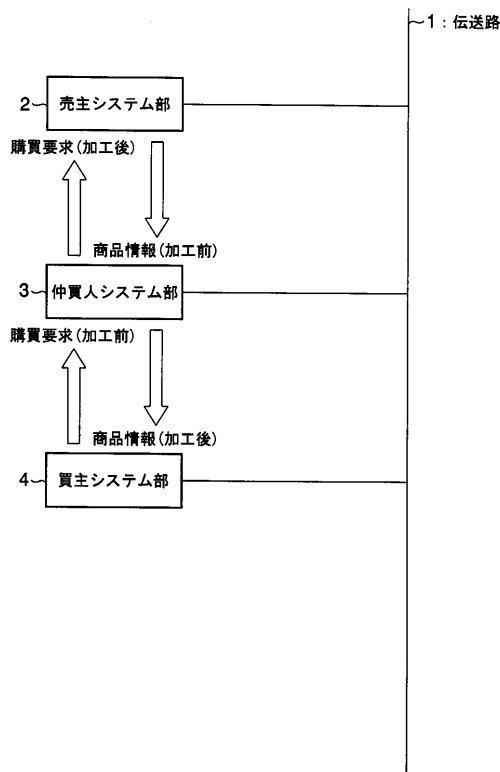 1：伝送路
2
売主システム部
購買要求(加工後)
商品情報(加工前)
3
仲買人システム部
購買要求(加工前)
商品情報(加工後)
4
買主システム部